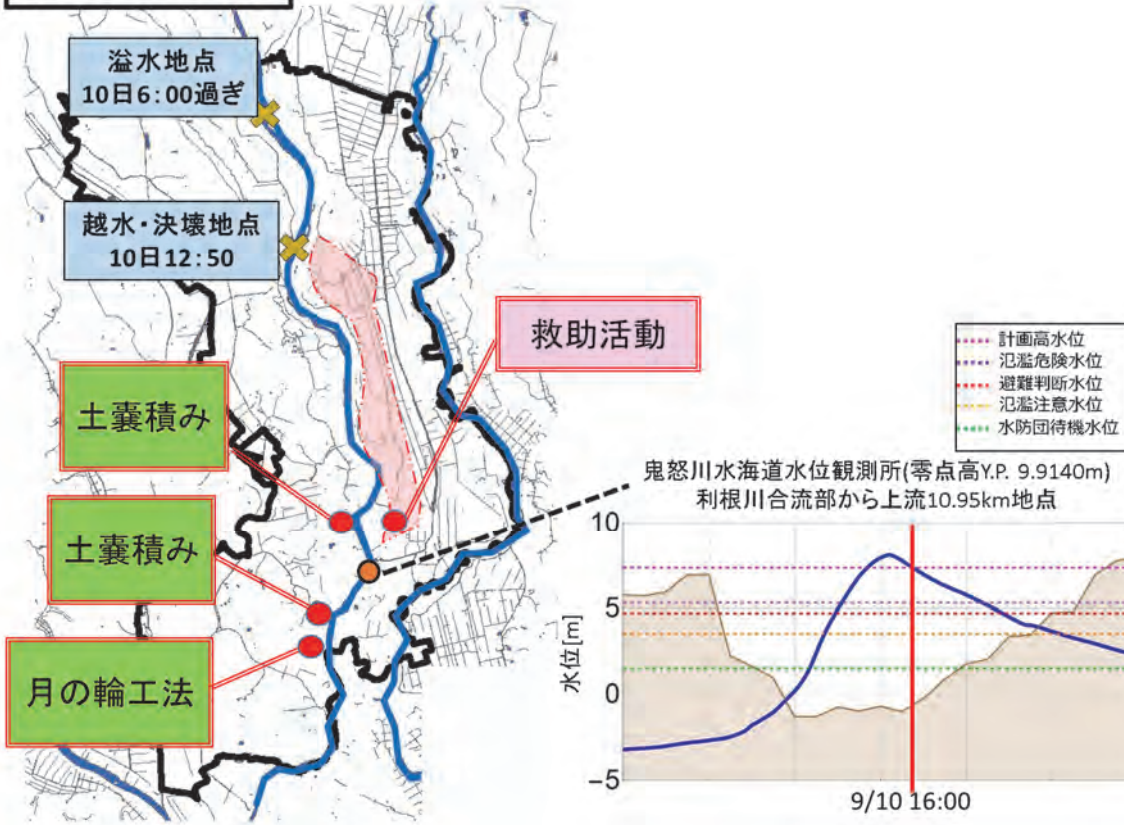 溢水地点
10日6:00過ぎ
越水・決壊地点
10日12:50
救助活動
土嚢積み
土嚢積み
月の輪工法
計画高水位
氾濫危険水位
避難判断水位
氾濫注意水位
水防団待機水位
鬼怒川水海道水位観測所(零点高Y.P. 9.9140m)
利根川合流部から上流10.95km地点
水位[m]
10
5
0
−5
9/10 16:00